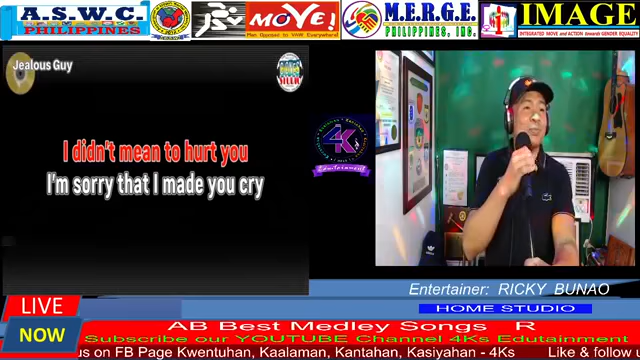 A.S.W.C.
PHILIPPINES
MOVE!
Men Opposed to VAW Everywhere!
M.E.R.G.E.
PHILIPPINES, INC.
IMAGE
INTEGRATED MOVE and ACTION towards GENDER EQUALITY
Jealous Guy
I didn't mean to hurt you
I'm sorry that I made you cry
4K
Edutainment
Entertainer: RICKY BUNAO
HOME STUDIO
LIVE
NOW
AB Best Medley Songs R
Subscribe our YOUTUBE Channel 4Ks Edutainment
us on FB Page Kwentuhan, Kaalaman, Kantahan, Kasiyahan - 4Ks Like & follow